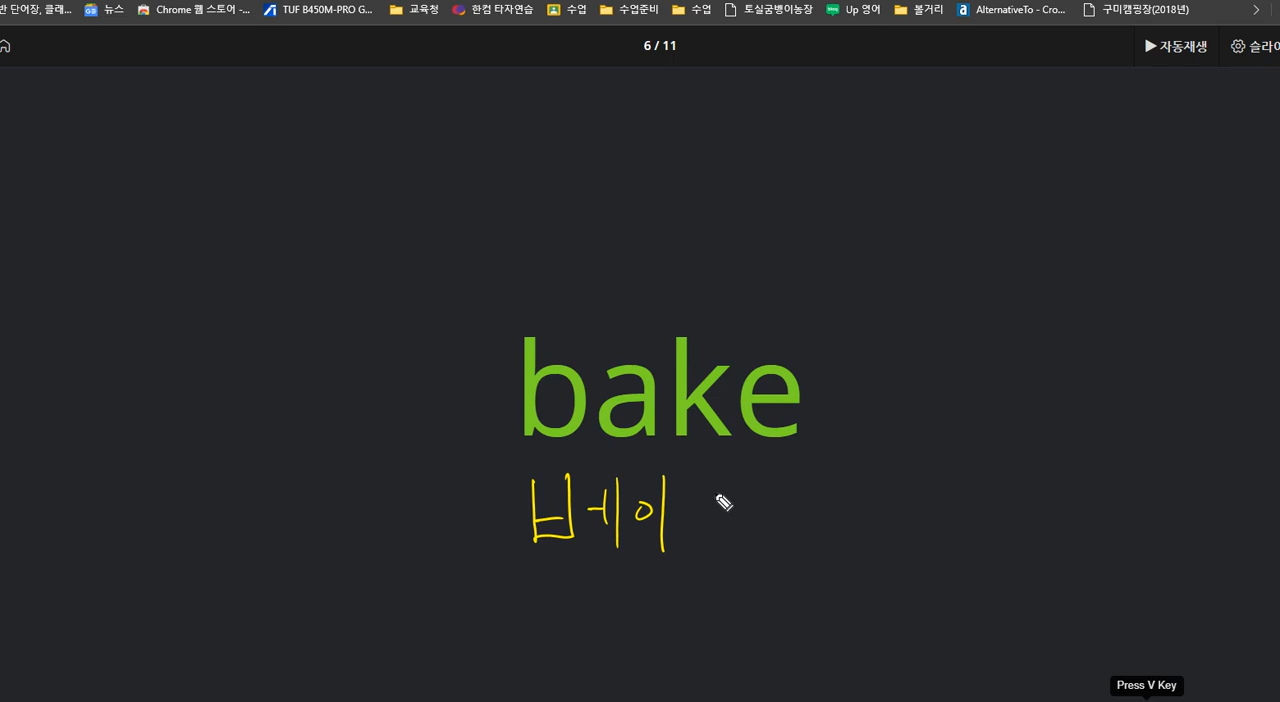 반 단어장, 클래... 뉴스 Chrome 웹 스토어 -... TUF B450M-PRO G... 교육청 한컴 타자연습 수업 수업준비 수업 토실굼벵이농장 Up 영어 볼거리 AlternativeTo - Cro... 구미캠핑장(2018년)
6 / 11 ▶자동재생 슬라이
bake
베이
Press V Key